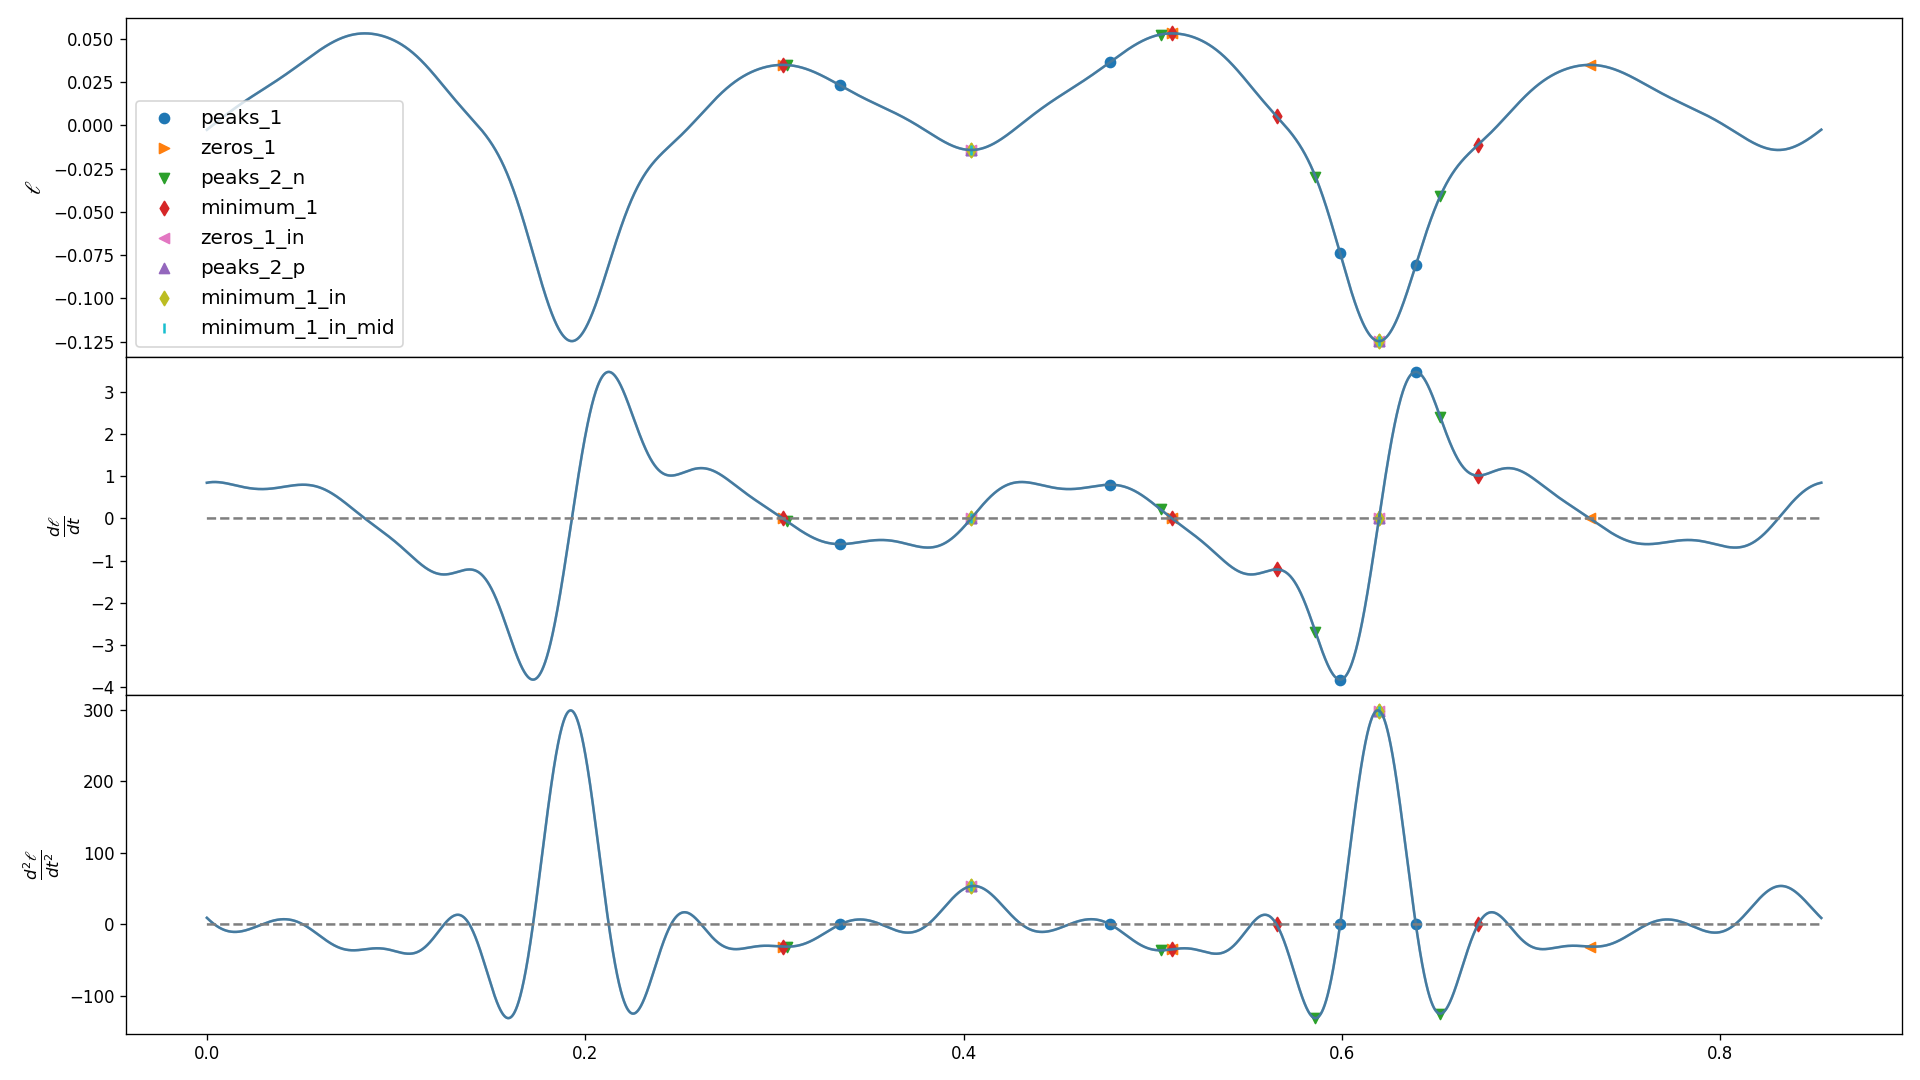 0.050
0.025
0.000
−0.025
−0.050
−0.075
−0.100
−0.125
ℓ
peaks_1
zeros_1
peaks_2_n
minimum_1
zeros_1_in
peaks_2_p
minimum_1_in
minimum_1_in_mid
3
2
1
0
−1
−2
−3
−4
dℓ
dt
300
200
100
0
−100
d²ℓ
dt²
0.0 0.2 0.4 0.6 0.8